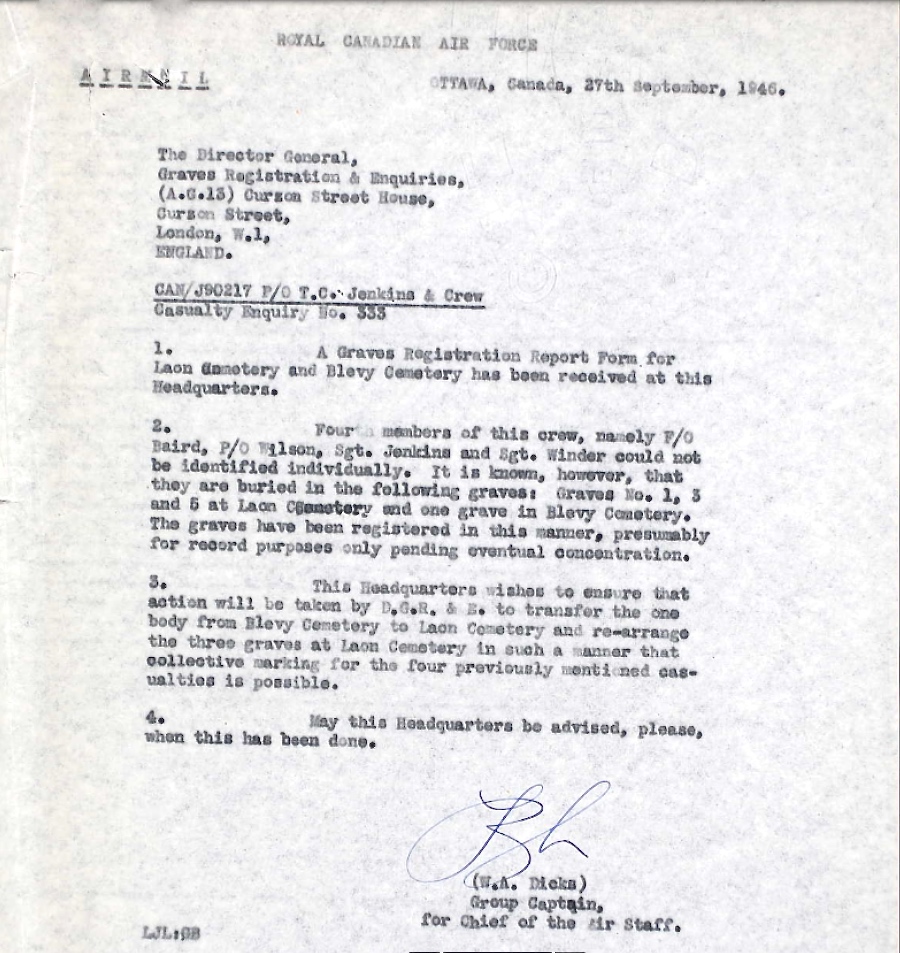 ROYAL CANADIAN AIR FORCE
AIRMAIL
OTTAWA, Canada, 27th September, 1946.
The Director General,
Graves Registration & Enquiries,
(A.G.13) Curzon Street House,
Curzon Street,
London, W.1,
ENGLAND.
CAN/J90217 P/O T.C. Jenkins & Crew
Casualty Enquiry No. 333
1. A Graves Registration Report Form for
Laon Cemetery and Blevy Cemetery has been received at this
Headquarters.
2. Four members of this crew, namely F/O
Baird, P/O Wilson, Sgt. Jenkins and Sgt. Winder could not
be identified individually. It is known, however, that
they are buried in the following graves: Graves No. 1, 3
and 5 at Laon Cemetery and one grave in Blevy Cemetery.
The graves have been registered in this manner, presumably
for record purposes only pending eventual concentration.
3. This Headquarters wishes to ensure that
action will be taken by D.G.R. & E. to transfer the one
body from Blevy Cemetery to Laon Cemetery and re-arrange
the three graves at Laon Cemetery in such a manner that
collective marking for the four previously mentioned cas-
ualties is possible.
4. May this Headquarters be advised, please,
when this has been done.
(W.A. Dicks)
Group Captain,
for Chief of the Air Staff.